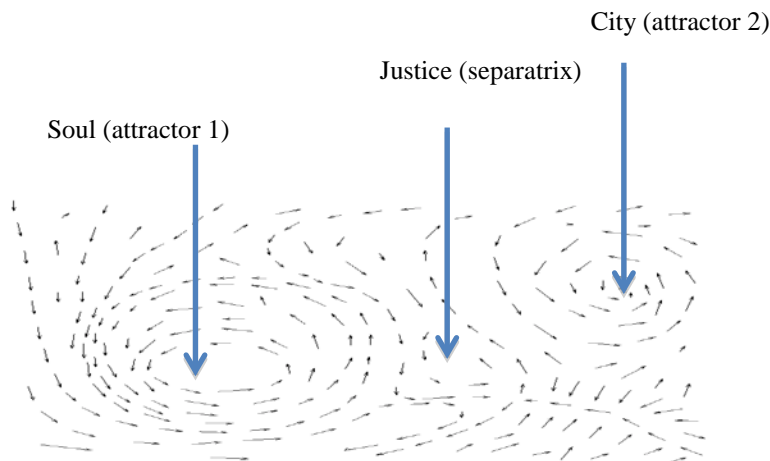 City (attractor 2)
Justice (separatrix)
Soul (attractor 1)